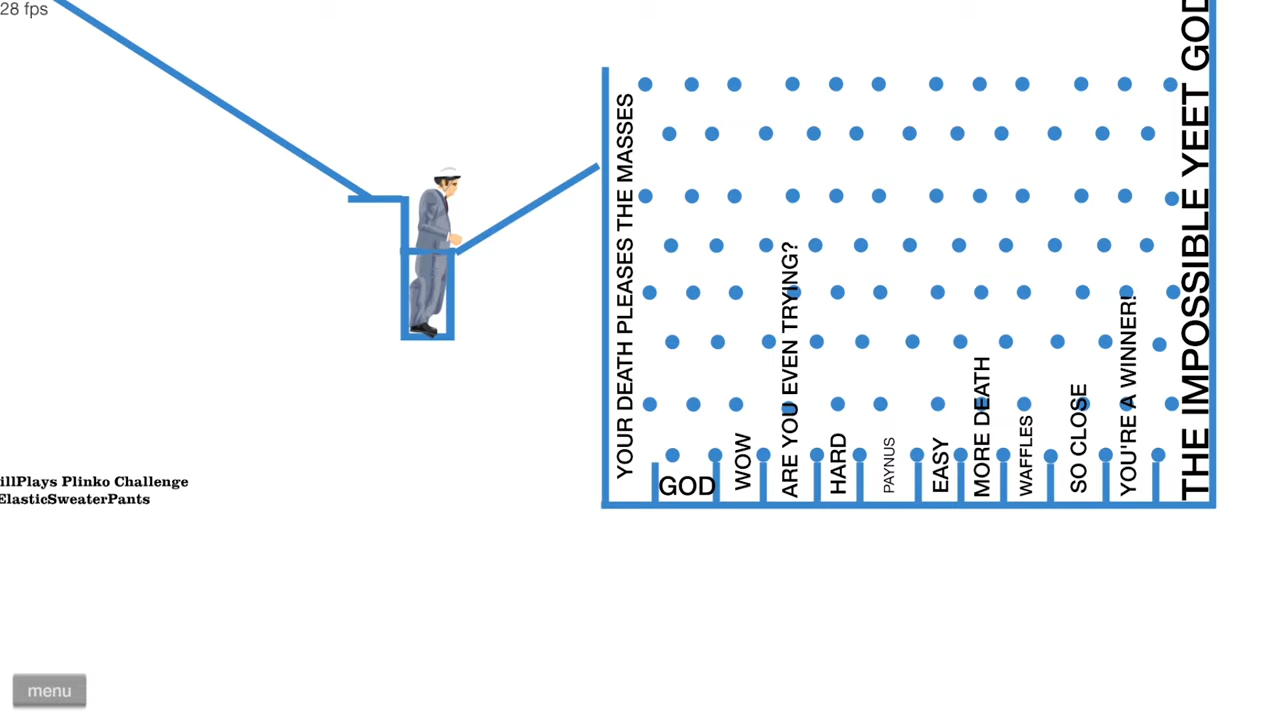 28 fps
YOUR DEATH PLEASES THE MASSES
GOD
WOW
ARE YOU EVEN TRYING?
HARD
PAYNUS
EASY
MORE DEATH
WAFFLES
SO CLOSE
YOU'RE A WINNER!
THE IMPOSSIBLE YEET GOD
illPlays Plinko Challenge
ElasticSweaterPants
menu